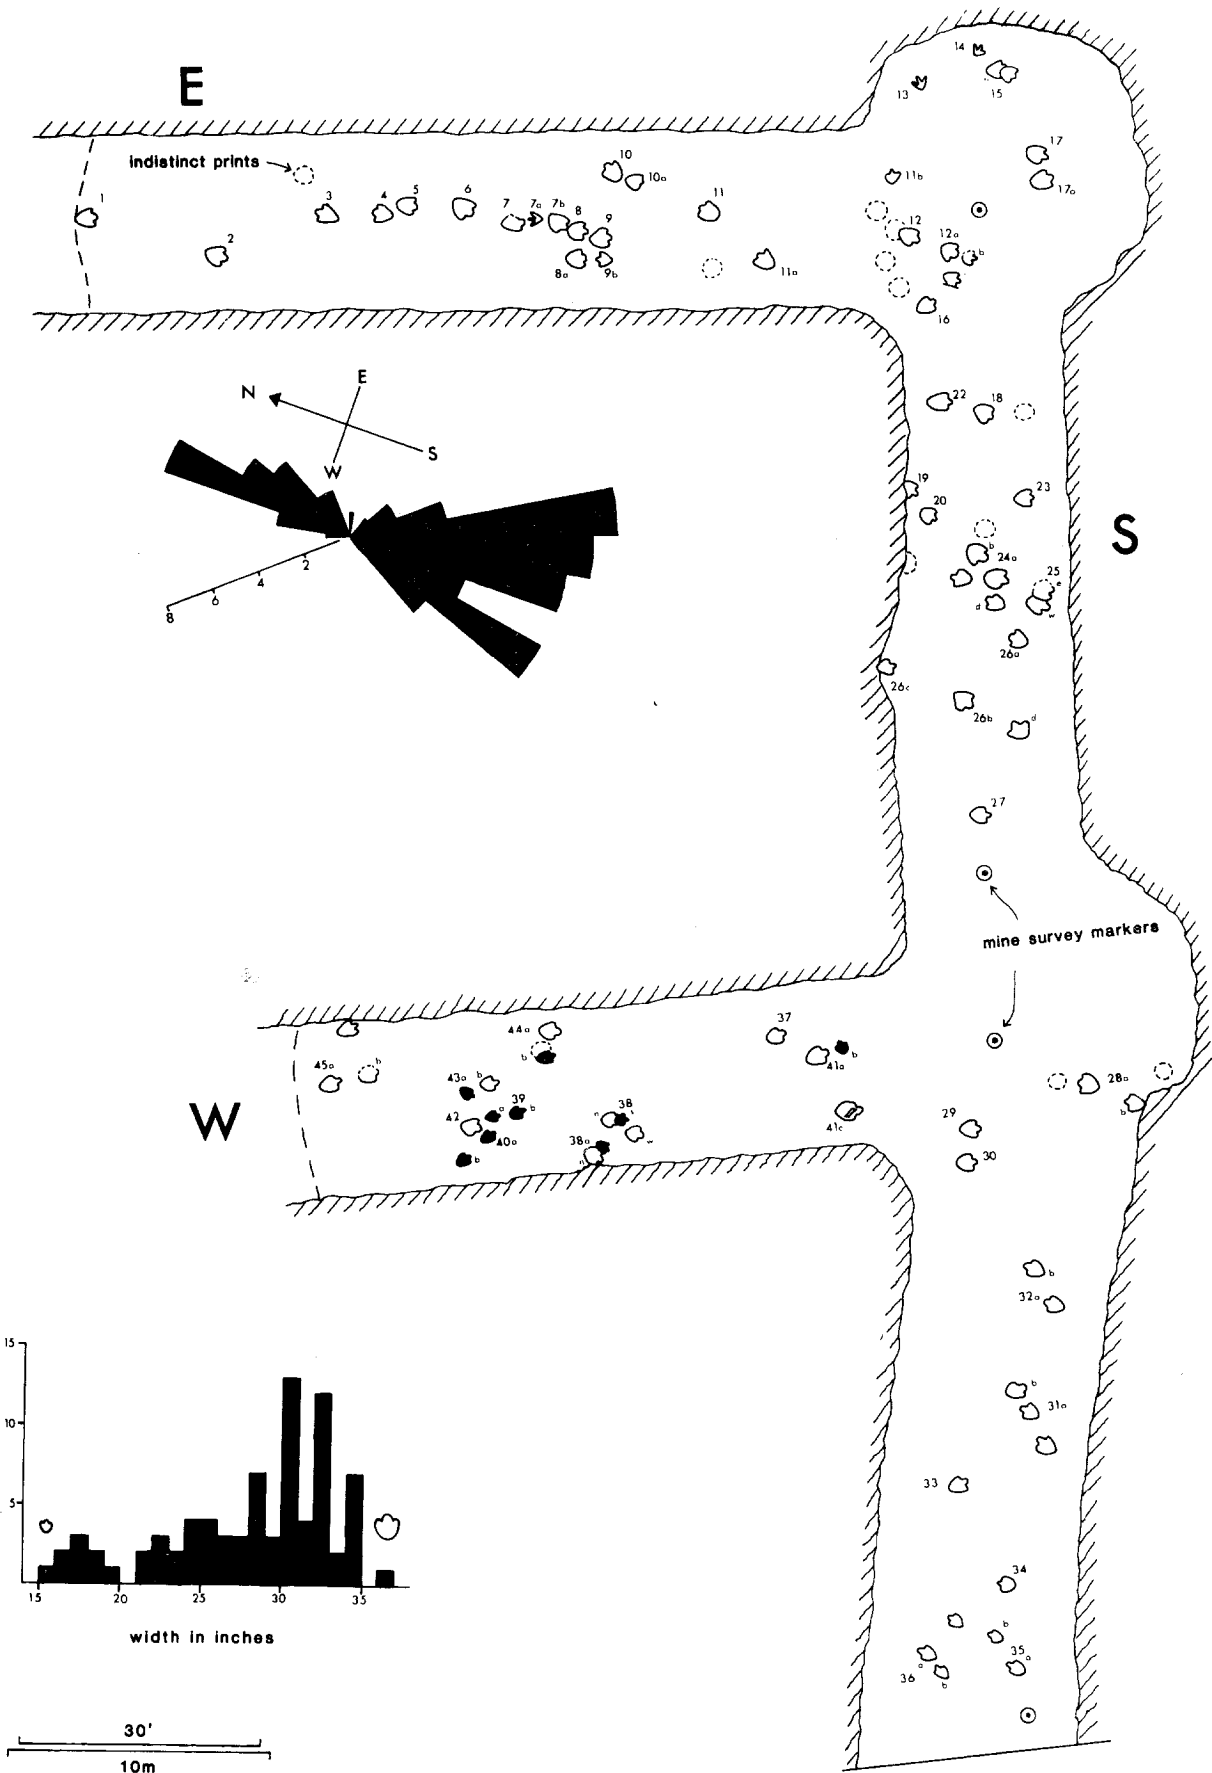 E
14
13
15
indistinct prints
10
10a
17
17a
11b
1
2
3
4
5
6
7
7a
7b
8
9
8a
9b
11
11a
12
12a
b
16
N
E
S
W
2
4
6
8
22
18
19
20
23
S
b
24a
d
25
e
w
26a
26c
26b
d
27
mine survey markers
W
45a
b
44a
b
43a
b
42
a
39
b
40a
b
38
n
w
38a
n
37
41a
b
41c
28a
b
29
30
b
32a
b
31a
33
34
b
35
a
36
a
b
15
10
5
15
20
25
30
35
width in inches
30'
10m